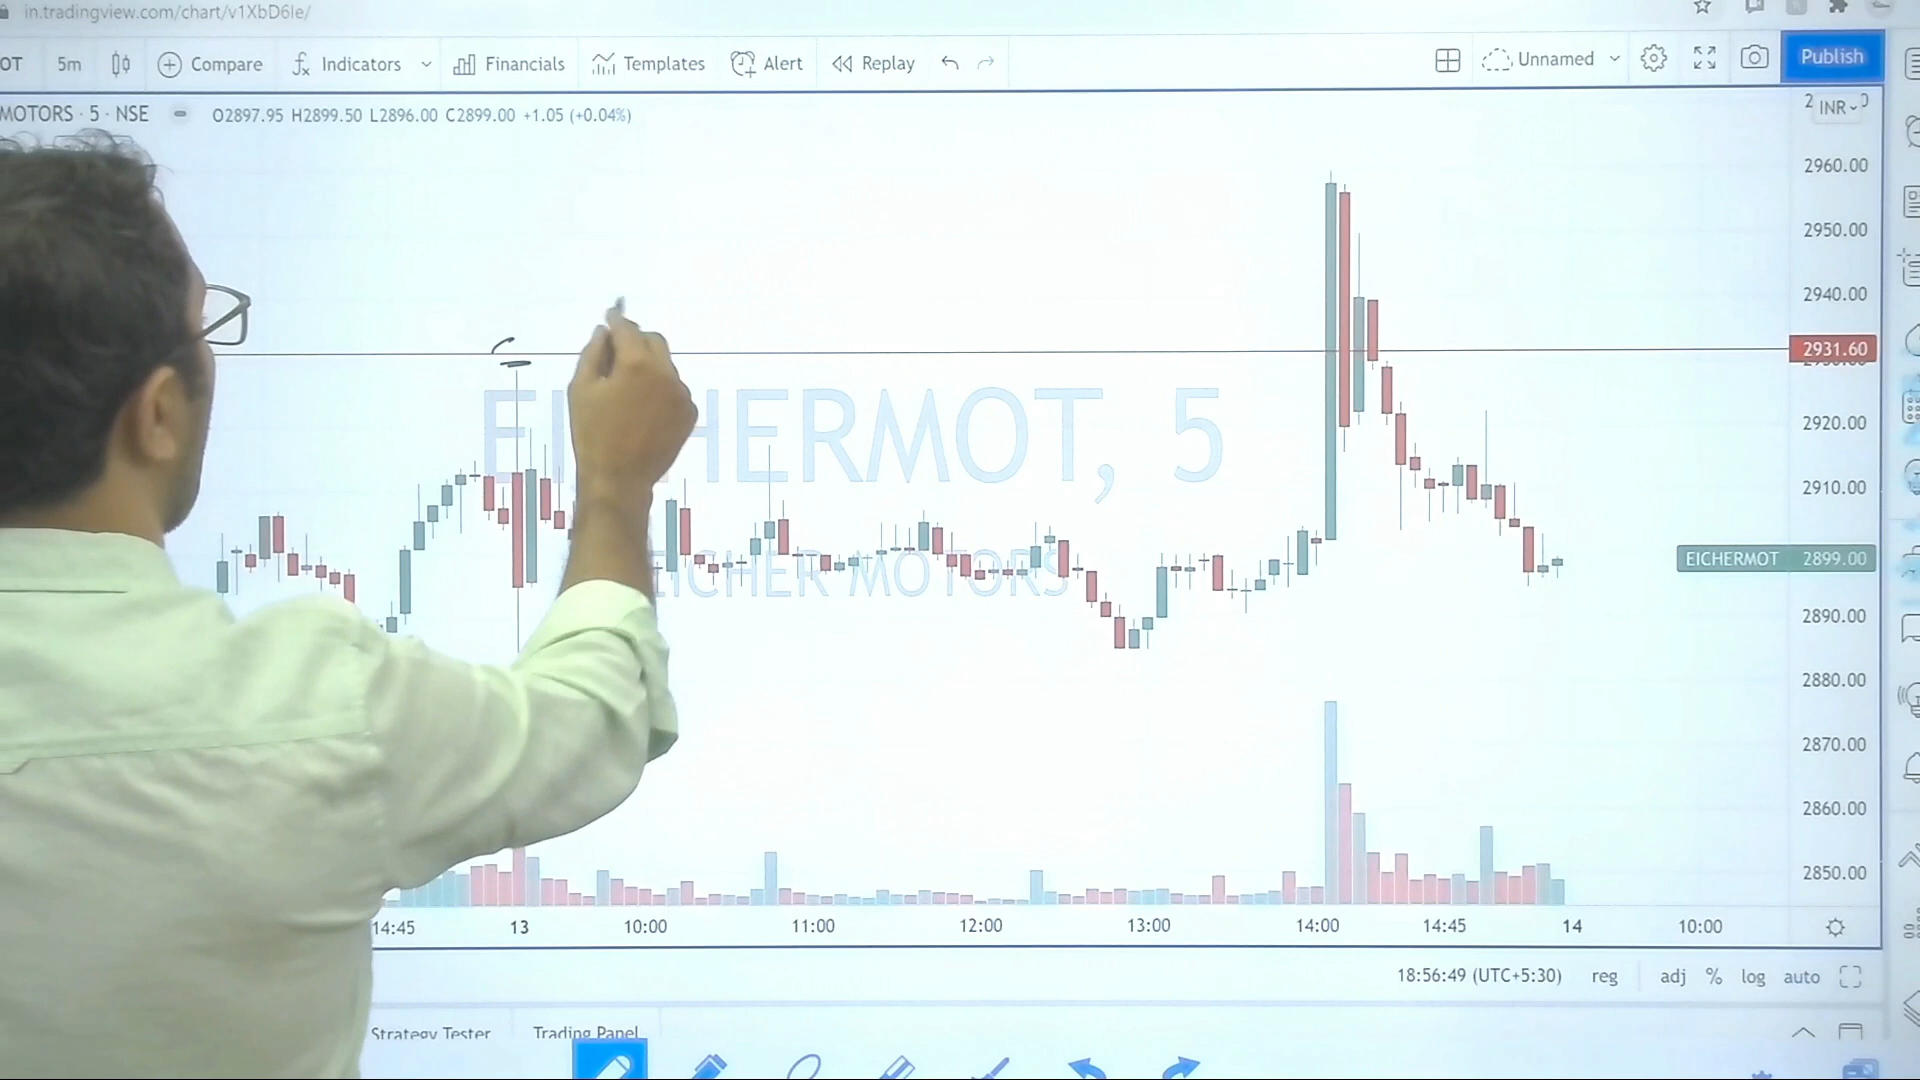 in.tradingview.com/chart/v1XbD6Ie/
OT 5m Compare Indicators Financials Templates Alert Replay Unnamed Publish
MOTORS · 5 · NSE O2897.95 H2899.50 L2896.00 C2899.00 +1.05 (+0.04%)
INR
2960.00
2950.00
2940.00
2931.60
2920.00
2910.00
EICHERMOT 2899.00
2890.00
2880.00
2870.00
2860.00
2850.00
HERMOT, 5
EICHER MOTORS
14:45 13 10:00 11:00 12:00 13:00 14:00 14:45 14 10:00
18:56:49 (UTC+5:30) reg adj % log auto
Strategy Tester Trading Panel